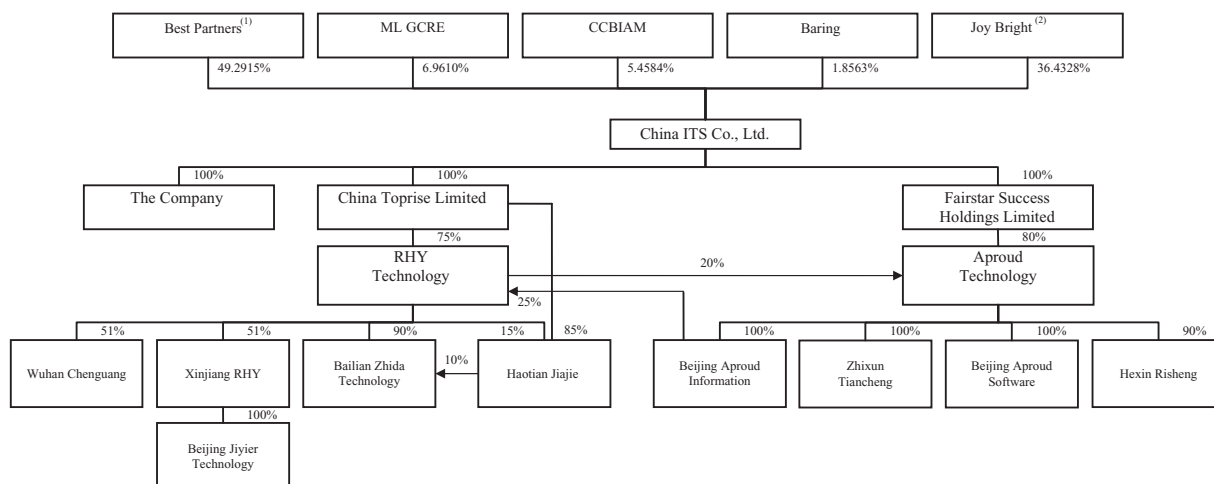 Best Partners(1)
ML GCRE
CCBIAM
Baring
Joy Bright(2)
49.2915%
6.9610%
5.4584%
1.8563%
36.4328%
China ITS Co., Ltd.
100%
100%
100%
The Company
China Toprise Limited
Fairstar Success
Holdings Limited
75%
80%
RHY
Technology
Aproud
Technology
20%
25%
51%
51%
90%
15%
85%
100%
100%
100%
90%
Wuhan Chenguang
Xinjiang RHY
Bailian Zhida
Technology
10%
Haotian Jiajie
Beijing Aproud
Information
Zhixun
Tiancheng
Beijing Aproud
Software
Hexin Risheng
100%
Beijing Jiyier
Technology